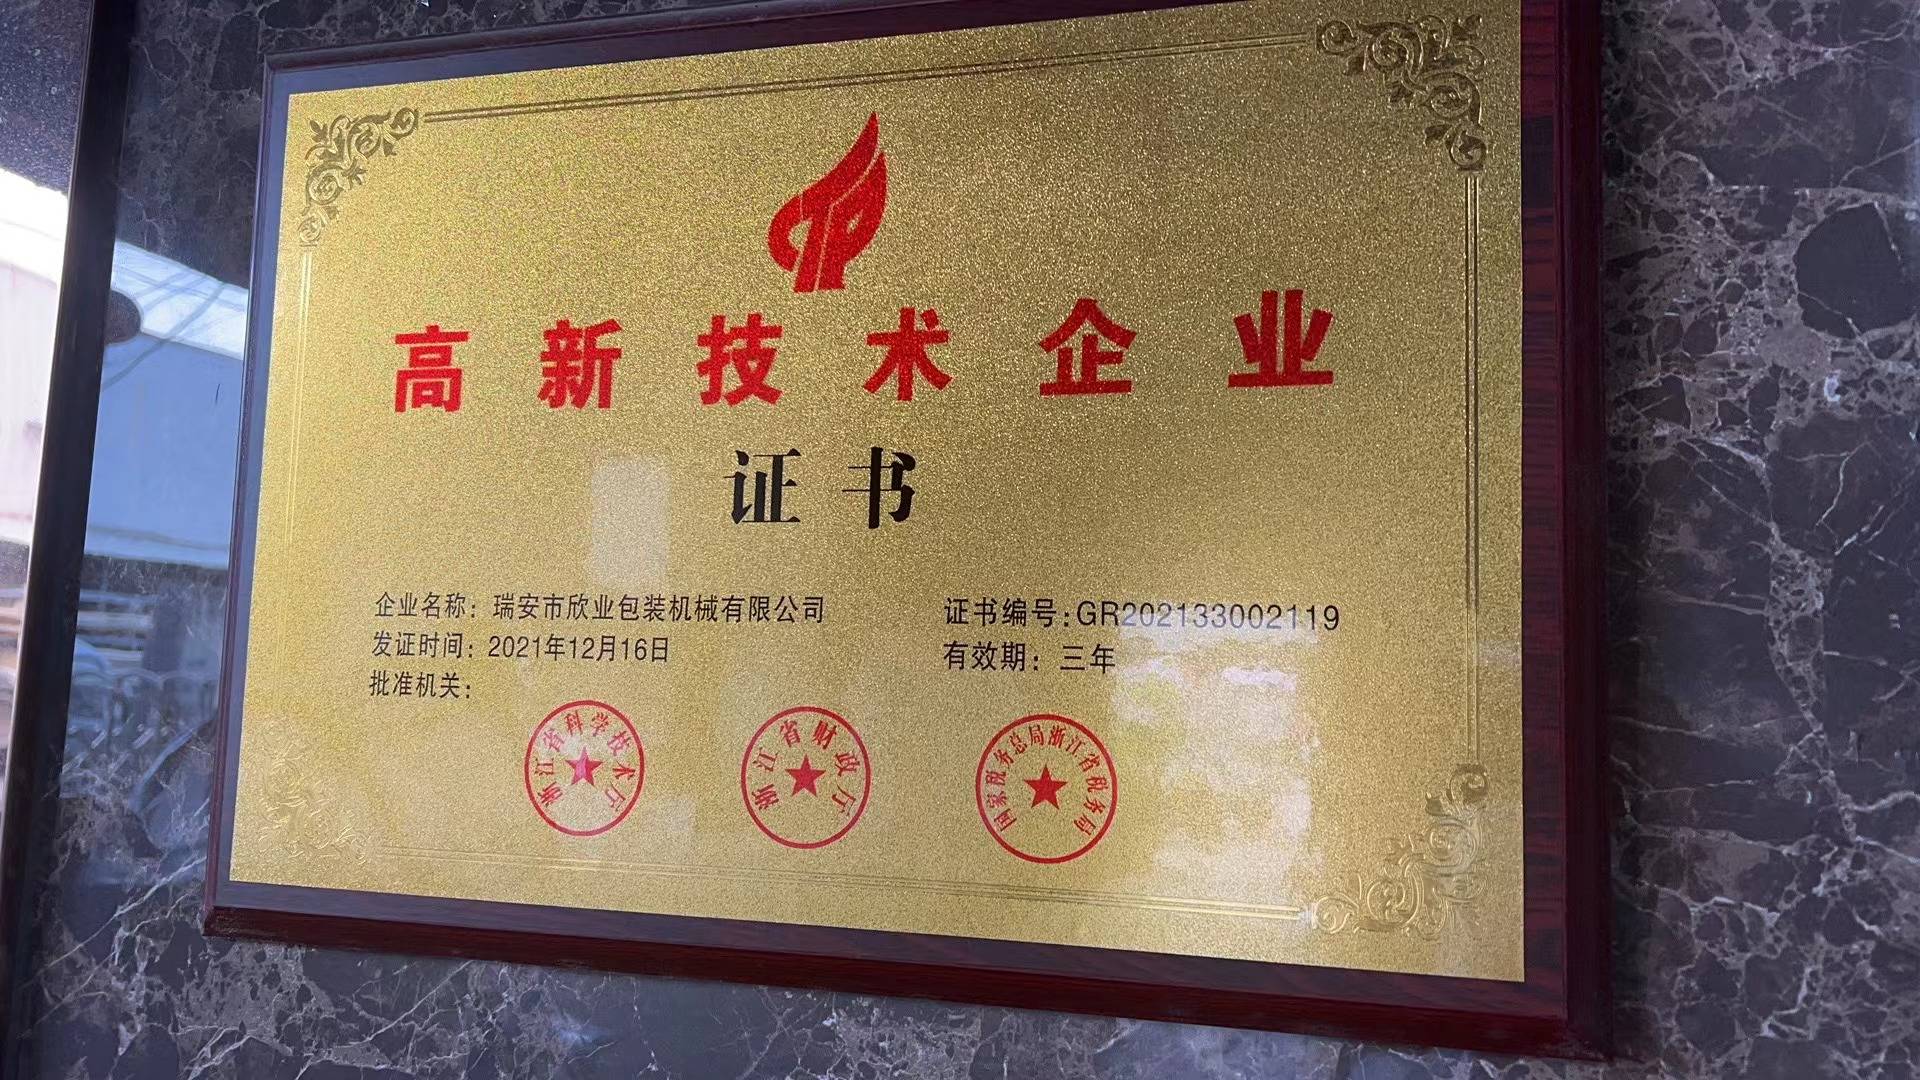 高新技术企业
证书
企业名称：瑞安市欣业包装机械有限公司
证书编号:GR202133002119
发证时间：2021年12月16日
有效期：三年
批准机关：
浙江省科学技术厅
浙江省财政厅
国家税务总局浙江省税务局